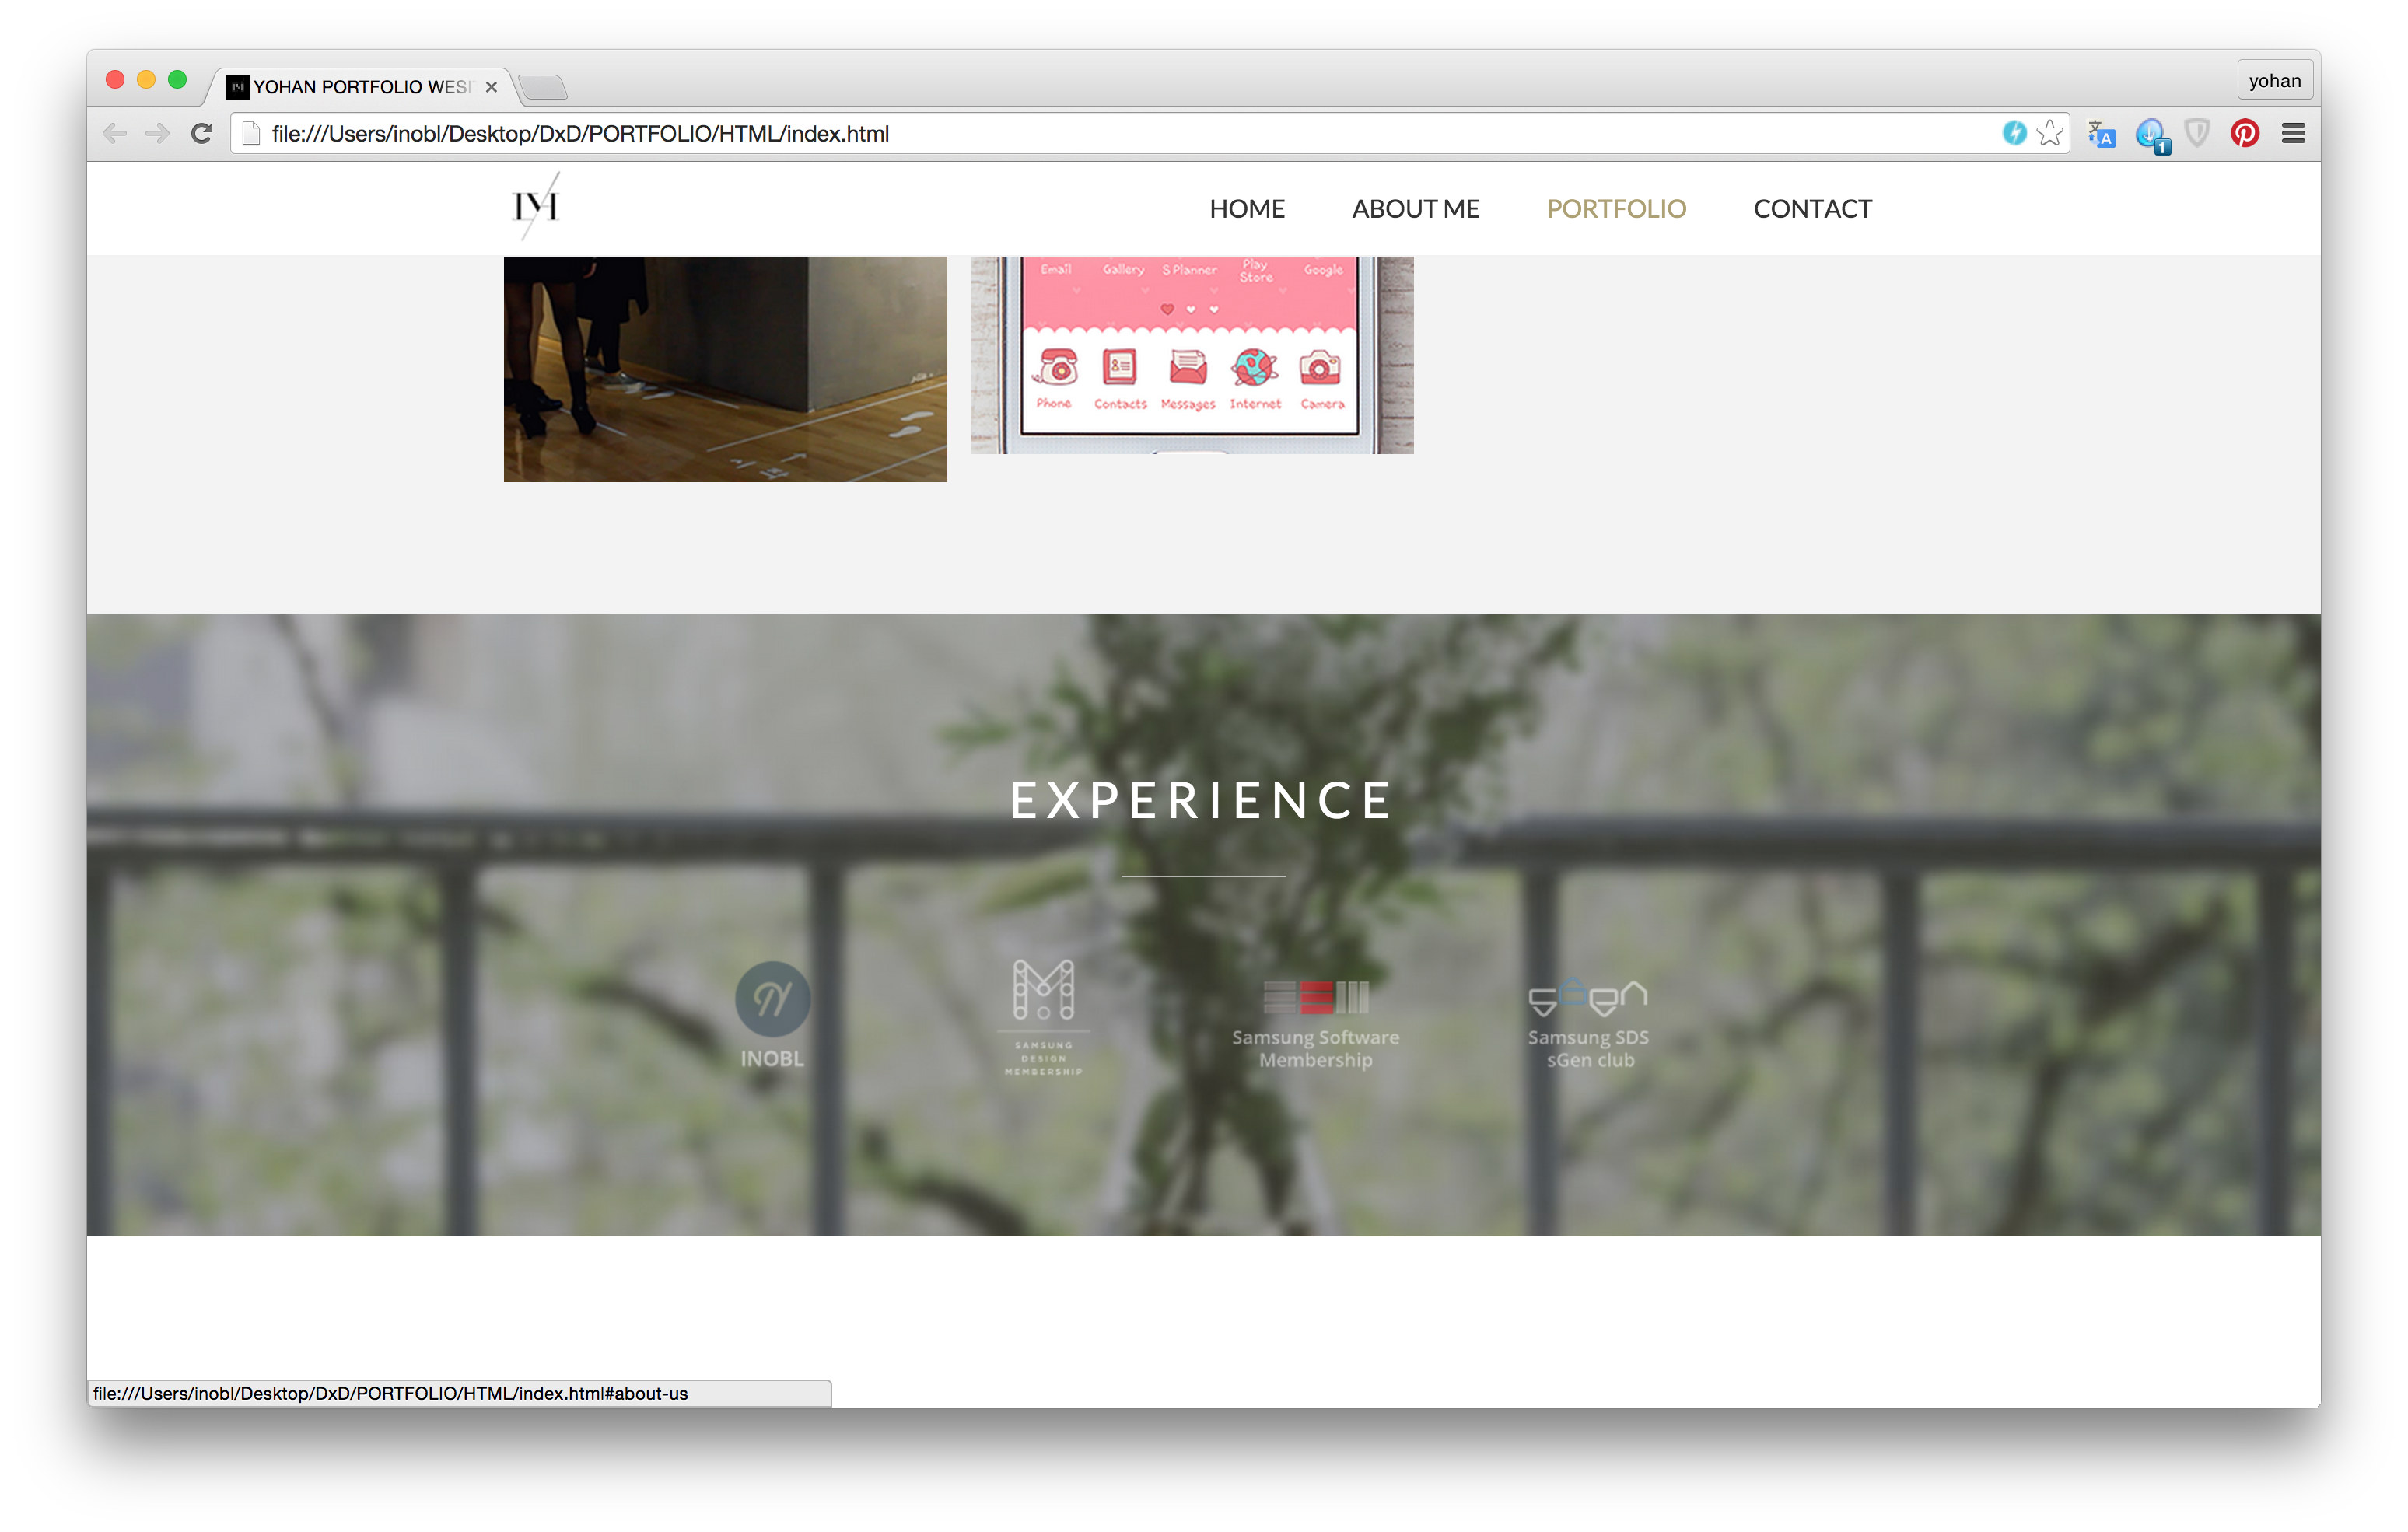 YOHAN PORTFOLIO WESI
yohan
file:///Users/inobl/Desktop/DxD/PORTFOLIO/HTML/index.html
1
HOME ABOUT ME PORTFOLIO CONTACT
Email Gallery S Planner Play Store Google
Phone Contacts Messages Internet Camera
EXPERIENCE
INOBL
SAMSUNG
DESIGN
MEMBERSHIP
Samsung Software
Membership
Samsung SDS
sGen club
file:///Users/inobl/Desktop/DxD/PORTFOLIO/HTML/index.html#about-us